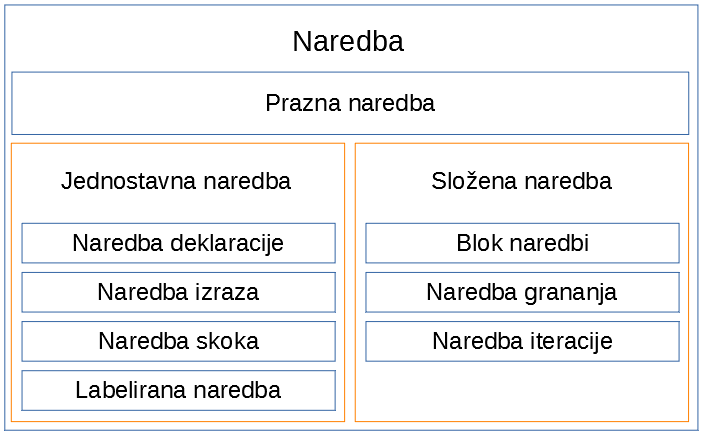 Naredba
Prazna naredba
Jednostavna naredba
Naredba deklaracije
Naredba izraza
Naredba skoka
Labelirana naredba
Složena naredba
Blok naredbi
Naredba grananja
Naredba iteracije